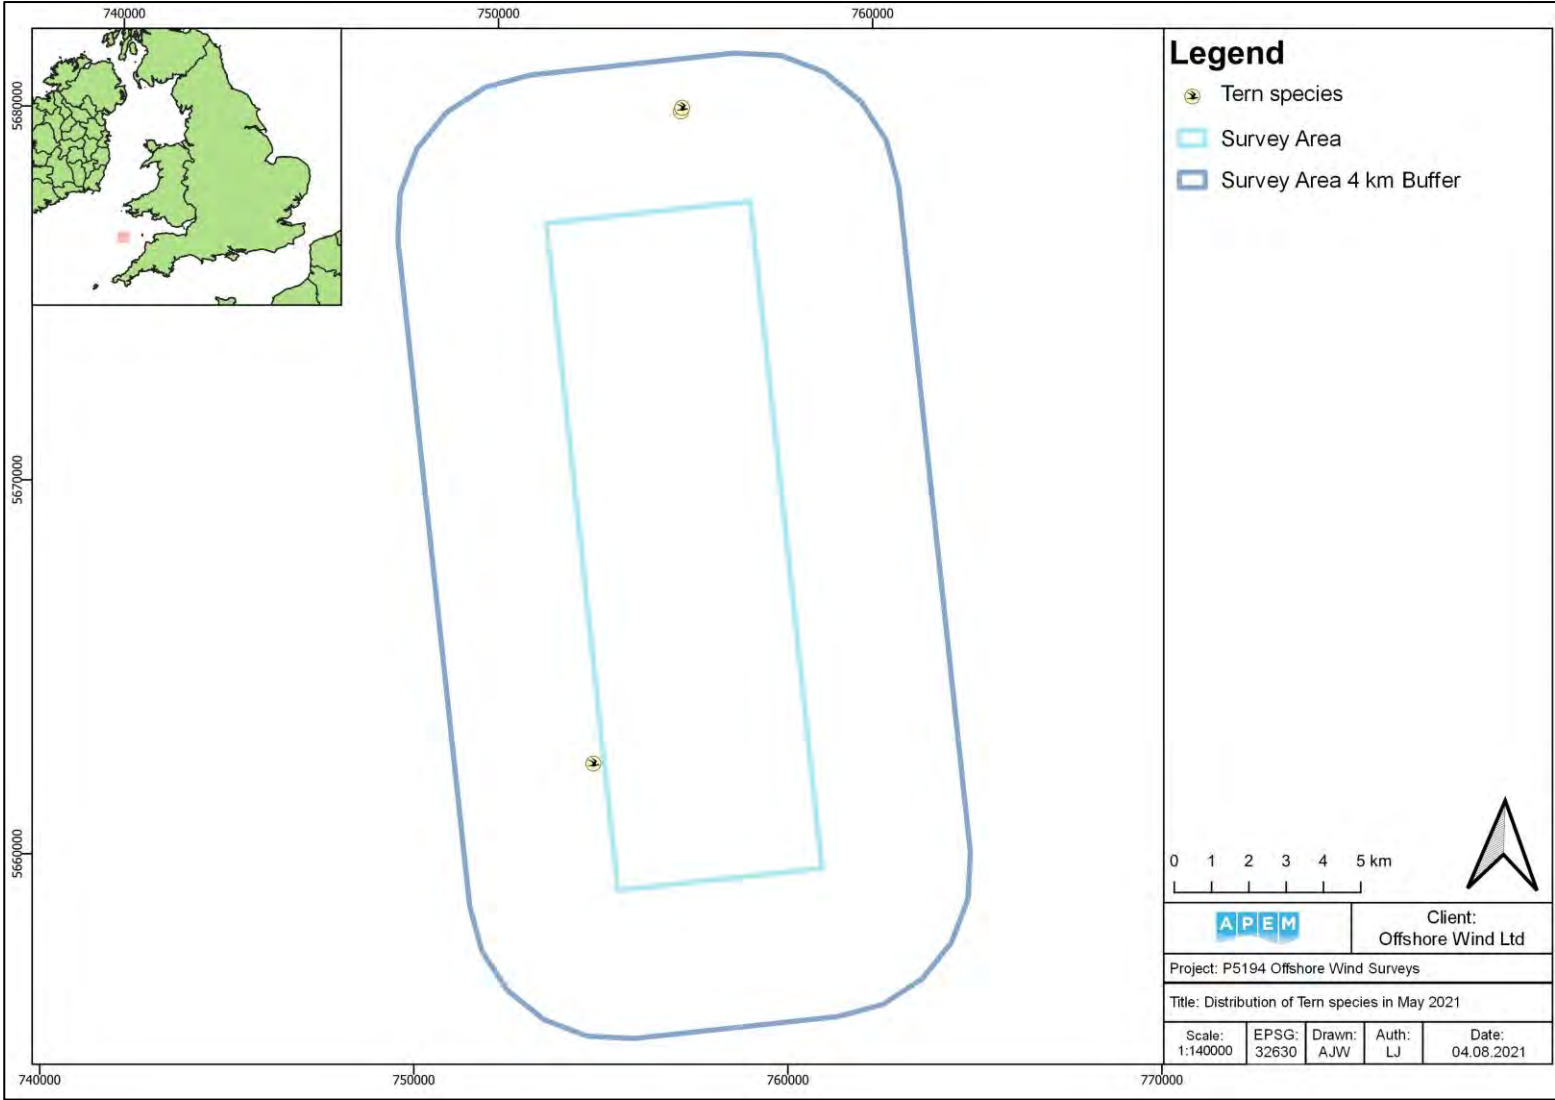 740000
750000
760000
5680000
5670000
5660000
740000
750000
760000
770000
Legend
Tern species
Survey Area
Survey Area 4 km Buffer
0 1 2 3 4 5 km
APEM
Client:
Offshore Wind Ltd
Project: P5194 Offshore Wind Surveys
Title: Distribution of Tern species in May 2021
Scale:
1:140000
EPSG:
32630
Drawn:
AJW
Auth:
LJ
Date:
04.08.2021